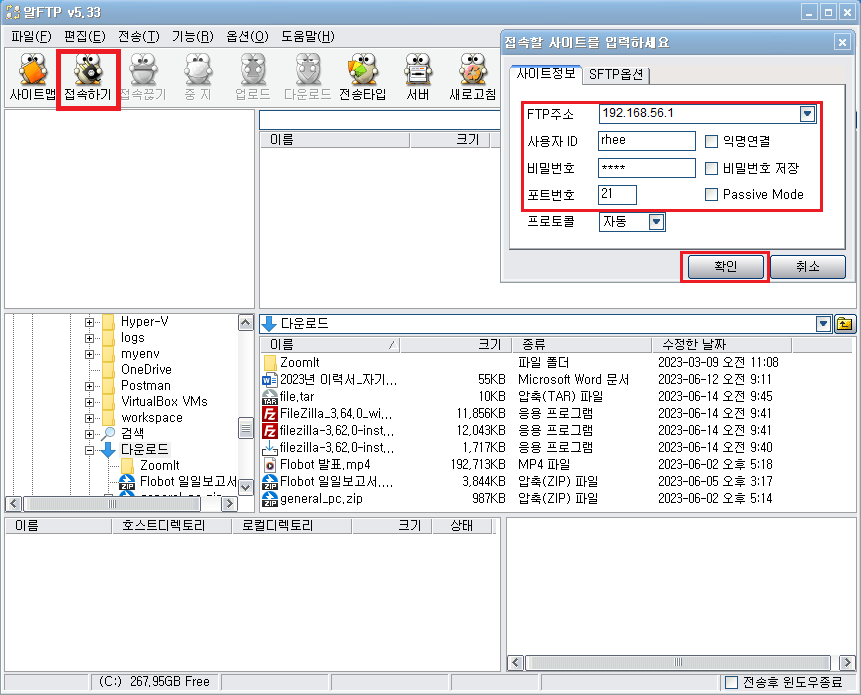 알FTP v5.33
파일(F) 편집(E) 전송(T) 기능(R) 옵션(O) 도움말(H)
사이트맵 접속하기 접속끊기 중 지 업로드 다운로드 전송타입 서버 새로고침
접속할 사이트를 입력하세요
사이트정보 SFTP옵션
FTP주소 192.168.56.1
사용자 ID rhee 익명연결
비밀번호 **** 비밀번호 저장
포트번호 21 Passive Mode
프로토콜 자동
확인 취소
이름 크기
Hyper-V
logs
myenv
OneDrive
Postman
VirtualBox VMs
workspace
검색
다운로드
ZoomIt
Flobot 일일보고서
다운로드
이름 크기 종류 수정한 날짜
ZoomIt 파일 폴더 2023-03-09 오전 11:08
2023년 이력서_자기... 55KB Microsoft Word 문서 2023-06-12 오전 9:11
file.tar 10KB 압축(TAR) 파일 2023-06-14 오전 9:45
FileZilla_3.64.0_wi... 11,856KB 응용 프로그램 2023-06-14 오전 9:41
filezilla-3.62.0-inst... 12,043KB 응용 프로그램 2023-06-14 오전 9:41
filezilla-3.62.0-inst... 1,717KB 응용 프로그램 2023-06-14 오전 9:40
Flobot 발표.mp4 192,713KB MP4 파일 2023-06-02 오후 5:18
Flobot 일일보고서,... 3,844KB 압축(ZIP) 파일 2023-06-05 오후 3:17
general_pc.zip 987KB 압축(ZIP) 파일 2023-06-02 오후 5:14
이름 호스트디렉토리 로컬디렉토리 크기 상태
(C:) 267.95GB Free
전송후 윈도우종료